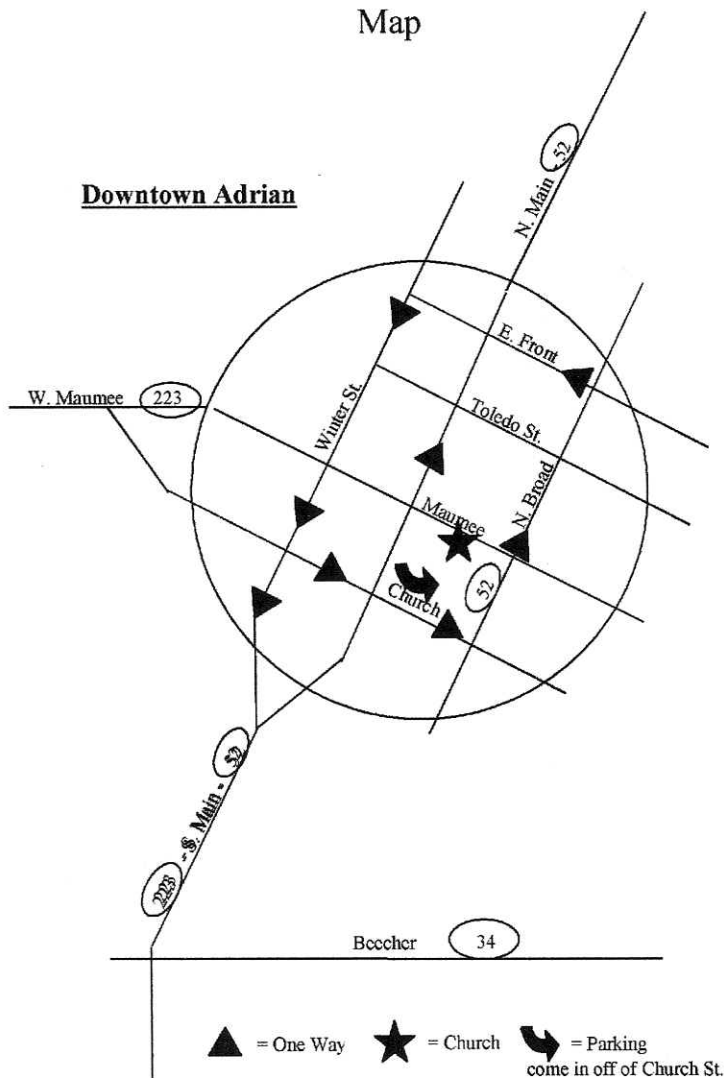 Map
52
N. Main
Downtown Adrian
E. Front
W. Maumee 223
Winter St.
Toledo St.
N. Broad
Maumee
52
Church
52
S. Main
223
Beecher 34
= One Way = Church = Parking
come in off of Church St.